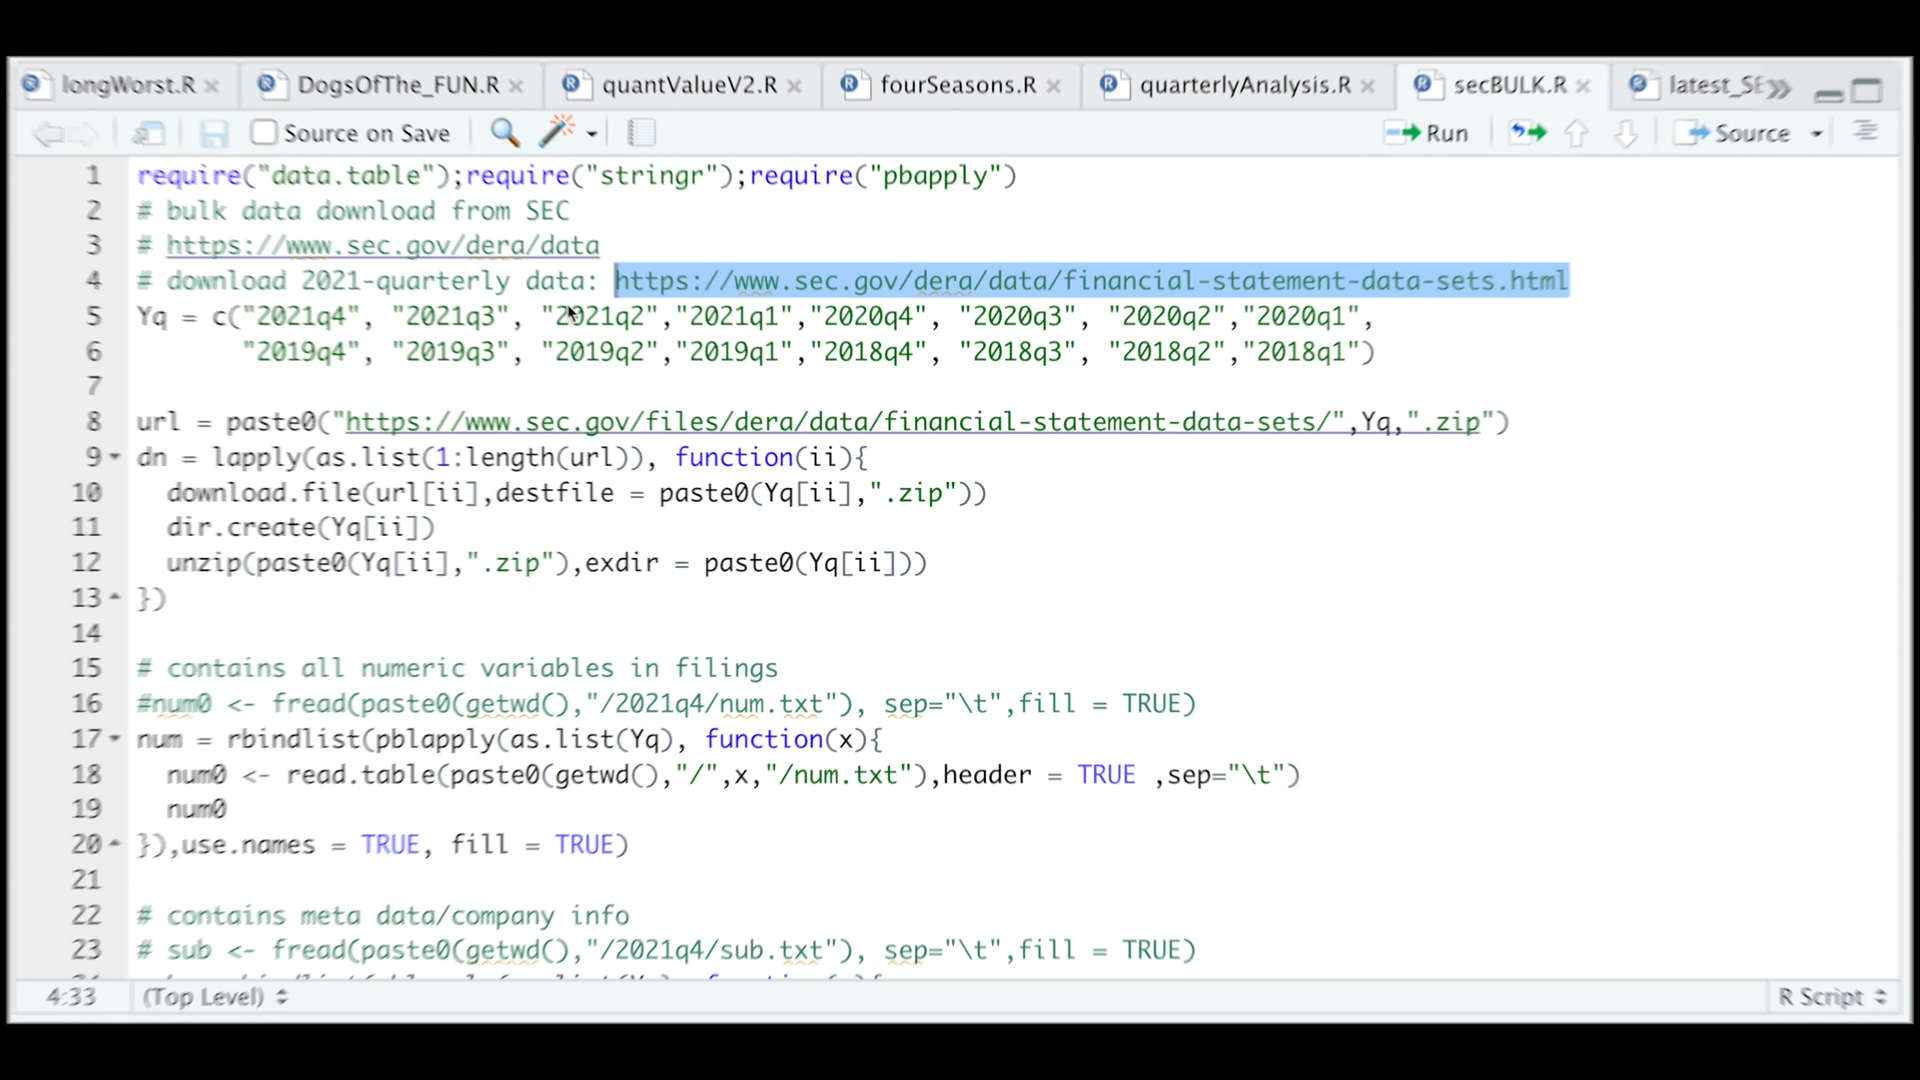 longWorst.R DogsOfThe_FUN.R quantValueV2.R fourSeasons.R quarterlyAnalysis.R secBULK.R latest_SE
Source on Save Run Source
1 require("data.table");require("stringr");require("pbapply")
2 # bulk data download from SEC
3 # https://www.sec.gov/dera/data
4 # download 2021-quarterly data: https://www.sec.gov/dera/data/financial-statement-data-sets.html
5 Yq = c("2021q4", "2021q3", "2021q2","2021q1","2020q4", "2020q3", "2020q2","2020q1",
6 "2019q4", "2019q3", "2019q2","2019q1","2018q4", "2018q3", "2018q2","2018q1")
7
8 url = paste0("https://www.sec.gov/files/dera/data/financial-statement-data-sets/",Yq,".zip")
9 dn = lapply(as.list(1:length(url)), function(ii){
10 download.file(url[ii],destfile = paste0(Yq[ii],".zip"))
11 dir.create(Yq[ii])
12 unzip(paste0(Yq[ii],".zip"),exdir = paste0(Yq[ii]))
13 })
14
15 # contains all numeric variables in filings
16 #num0 <- fread(paste0(getwd(),"/2021q4/num.txt"), sep="\t",fill = TRUE)
17 num = rbindlist(pblapply(as.list(Yq), function(x){
18 num0 <- read.table(paste0(getwd(),"/",x,"/num.txt"),header = TRUE ,sep="\t")
19 num0
20 }),use.names = TRUE, fill = TRUE)
21
22 # contains meta data/company info
23 # sub <- fread(paste0(getwd(),"/2021q4/sub.txt"), sep="\t",fill = TRUE)
4:33 (Top Level) R Script